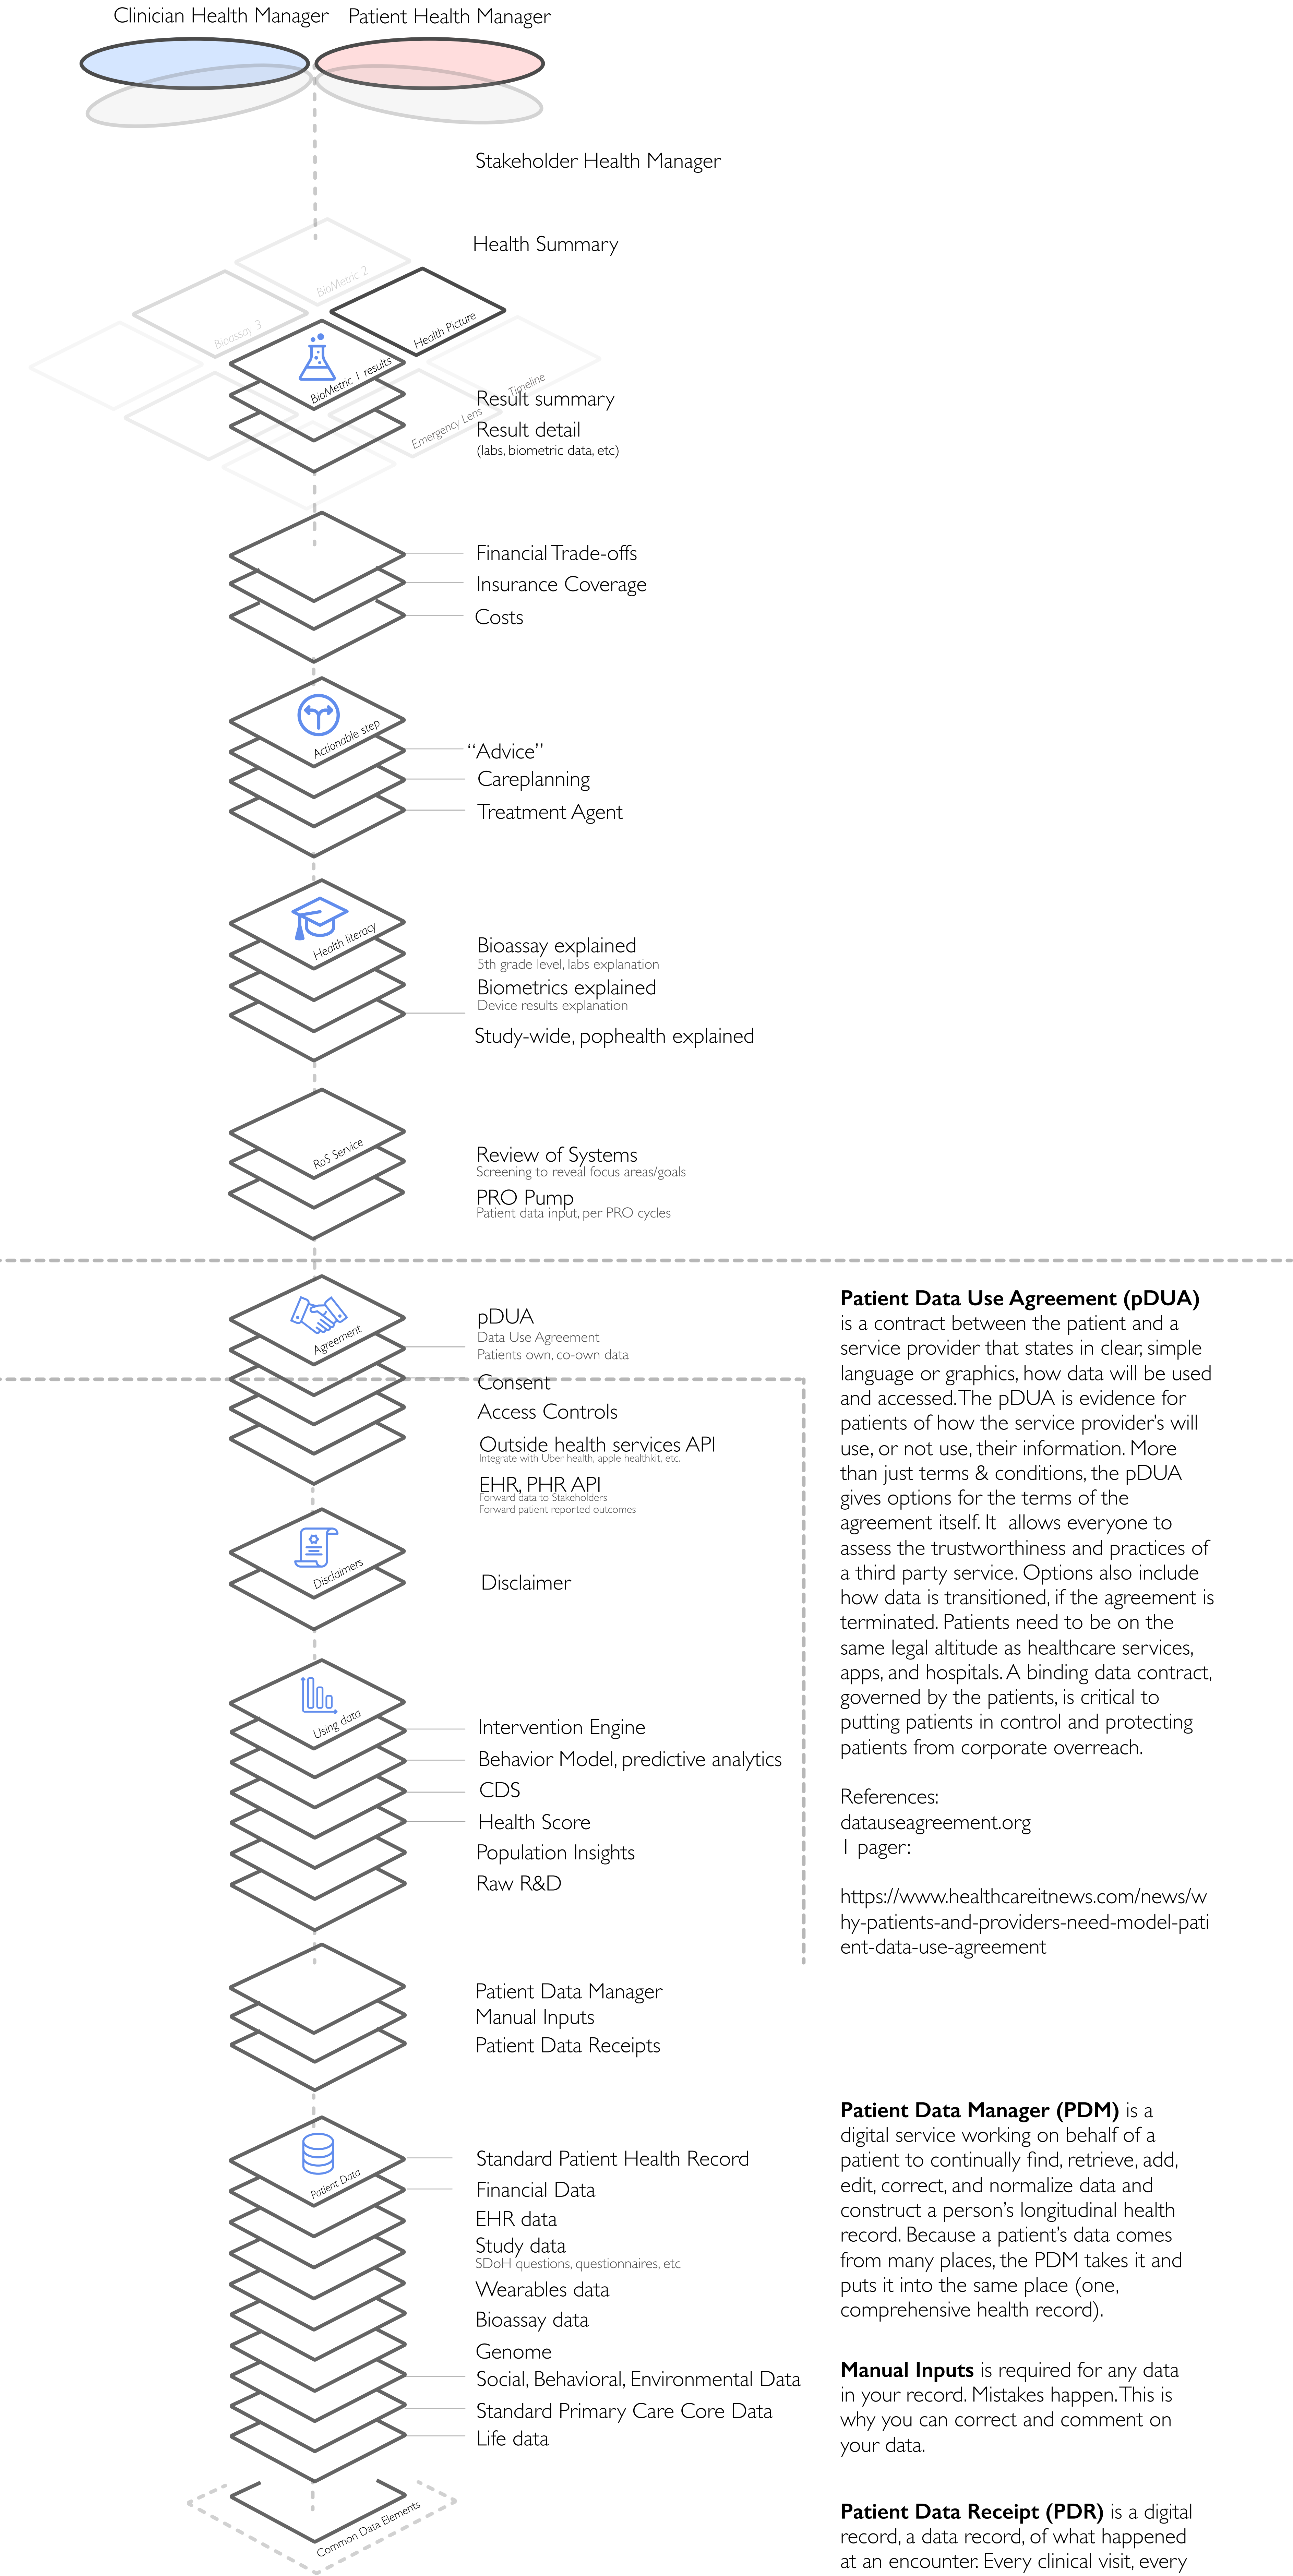 Clinician Health Manager
Patient Health Manager
Stakeholder Health Manager
Health Summary
BioMetric 2
Bioassay 3
Health Picture
BioMetric 1 results
Timeline
Emergency Lens
Result summary
Result detail
(labs, biometric data, etc)
Financial Trade-offs
Insurance Coverage
Costs
Actionable step
“Advice”
Careplanning
Treatment Agent
Health literacy
Bioassay explained
5th grade level, labs explanation
Biometrics explained
Device results explanation
Study-wide, pophealth explained
RoS Service
Review of Systems
Screening to reveal focus areas/goals
PRO Pump
Patient data input, per PRO cycles
Agreement
pDUA
Data Use Agreement
Patients own, co-own data
Consent
Access Controls
Outside health services API
Integrate with Uber health, apple healthkit, etc.
EHR, PHR API
Forward data to Stakeholders
Forward patient reported outcomes
Disclaimers
Disclaimer
Using data
Intervention Engine
Behavior Model, predictive analytics
CDS
Health Score
Population Insights
Raw R&D
Patient Data Use Agreement (pDUA)
is a contract between the patient and a
service provider that states in clear, simple
language or graphics, how data will be used
and accessed. The pDUA is evidence for
patients of how the service provider’s will
use, or not use, their information. More
than just terms & conditions, the pDUA
gives options for the terms of the
agreement itself. It allows everyone to
assess the trustworthiness and practices of
a third party service. Options also include
how data is transitioned, if the agreement is
terminated. Patients need to be on the
same legal altitude as healthcare services,
apps, and hospitals. A binding data contract,
governed by the patients, is critical to
putting patients in control and protecting
patients from corporate overreach.
References:
datauseagreement.org
1 pager:
https://www.healthcareitnews.com/news/w
hy-patients-and-providers-need-model-pati
ent-data-use-agreement
Patient Data Manager
Manual Inputs
Patient Data Receipts
Patient Data
Standard Patient Health Record
Financial Data
EHR data
Study data
SDoH questions, questionnaires, etc
Wearables data
Bioassay data
Genome
Social, Behavioral, Environmental Data
Standard Primary Care Core Data
Life data
Common Data Elements
Patient Data Manager (PDM) is a
digital service working on behalf of a
patient to continually find, retrieve, add,
edit, correct, and normalize data and
construct a person’s longitudinal health
record. Because a patient’s data comes
from many places, the PDM takes it and
puts it into the same place (one,
comprehensive health record).
Manual Inputs is required for any data
in your record. Mistakes happen. This is
why you can correct and comment on
your data.
Patient Data Receipt (PDR) is a digital
record, a data record, of what happened
at an encounter. Every clinical visit, every